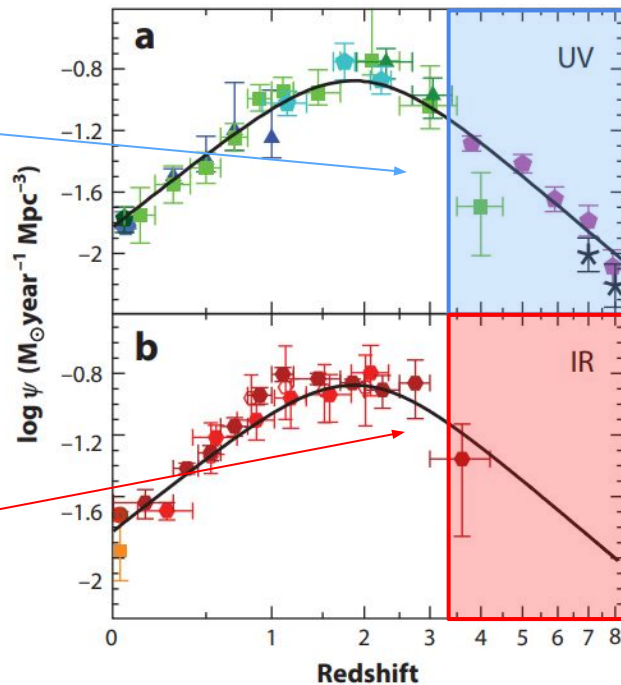 a
UV
−0.8
−1.2
−1.6
−2
log ψ (M☉ year⁻¹ Mpc⁻³)
b
IR
−0.8
−1.2
−1.6
−2
0 1 2 3 4 5 6 7 8
Redshift